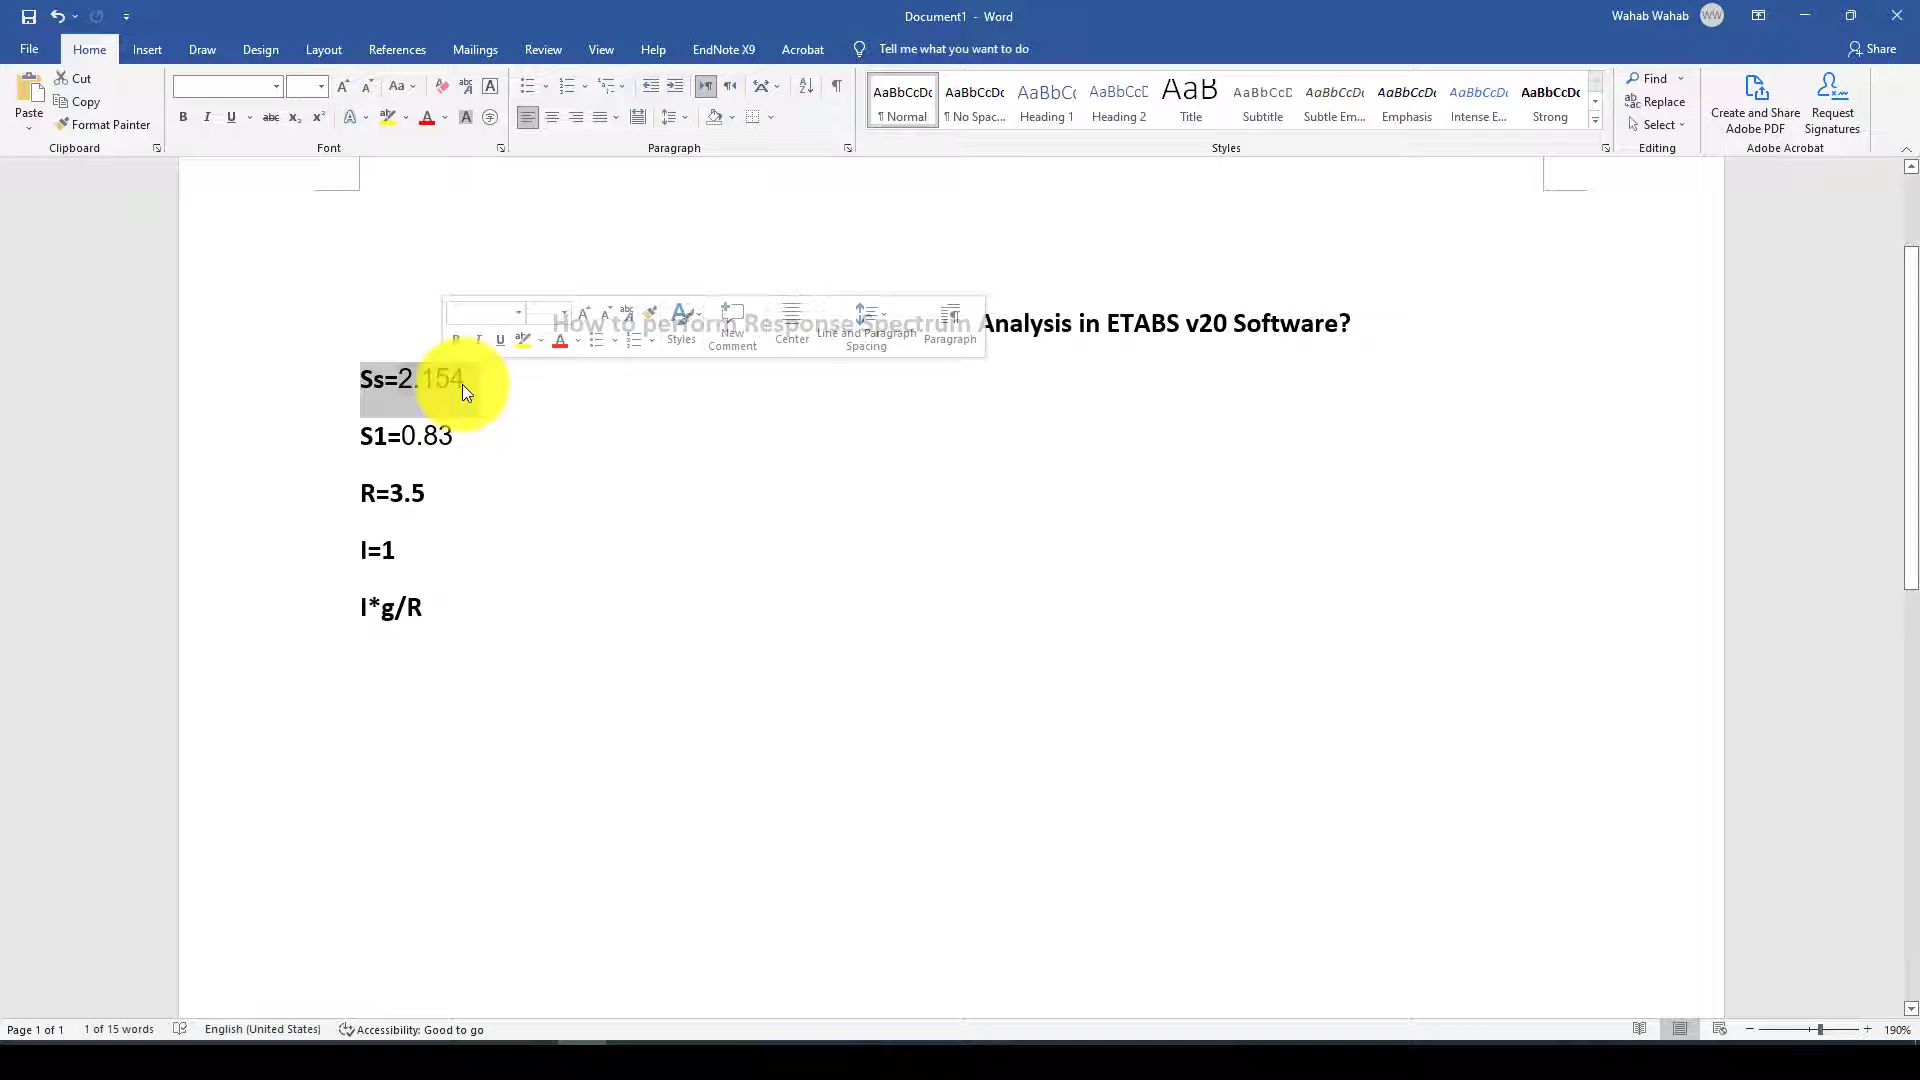 Document1 - Word
Wahab Wahab
WW
File
Home
Insert
Draw
Design
Layout
References
Mailings
Review
View
Help
EndNote X9
Acrobat
Tell me what you want to do
Share
Paste
Cut
Copy
Format Painter
Clipboard
Font
Paragraph
AaBbCcDc
¶ Normal
AaBbCcDc
¶ No Spac...
AaBbCc
Heading 1
AaBbCcD
Heading 2
AaB
Title
AaBbCcD
Subtitle
AaBbCcDc
Subtle Em...
AaBbCcDc
Emphasis
AaBbCcDc
Intense E...
AaBbCcDc
Strong
Styles
Find
Replace
Select
Editing
Create and Share
Adobe PDF
Request
Signatures
Adobe Acrobat
How to perform Response Spectrum Analysis in ETABS v20 Software?
Styles
New
Comment
Center
Line and Paragraph
Spacing
Paragraph
Ss=2.154
S1=0.83
R=3.5
I=1
I*g/R
Page 1 of 1
1 of 15 words
English (United States)
Accessibility: Good to go
190%